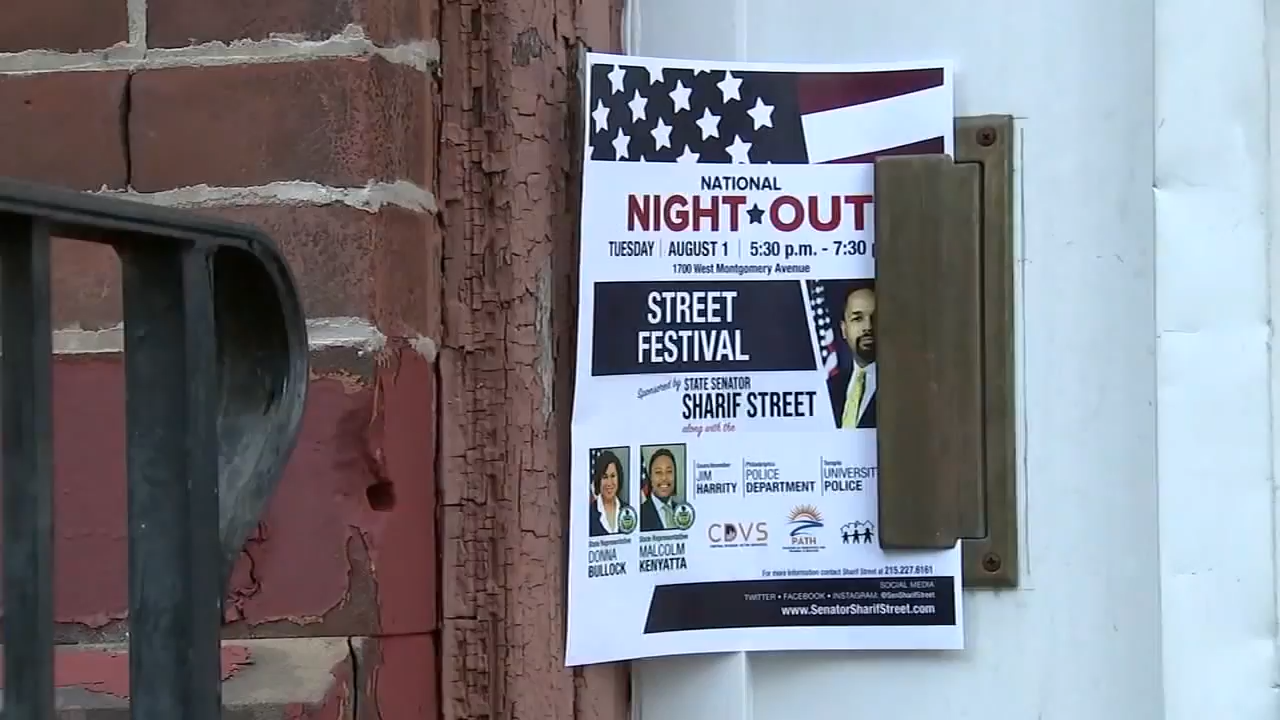 NATIONAL
NIGHT★OUT
TUESDAY | AUGUST 1 | 5:30 p.m. - 7:30
1700 West Montgomery Avenue
STREET
FESTIVAL
Sponsored by STATE SENATOR
SHARIF STREET
along with the
Councilmember
JIM
HARRITY
Philadelphia
POLICE
DEPARTMENT
Temple
UNIVERSIT
POLICE
State Representative
DONNA
BULLOCK
State Representative
MALCOLM
KENYATTA
CDVS
PATH
For more information contact Sharif Street at 215.227.6161
SOCIAL MEDIA
TWITTER • FACEBOOK • INSTAGRAM: @SenSharifStreet
www.SenatorSharifStreet.com